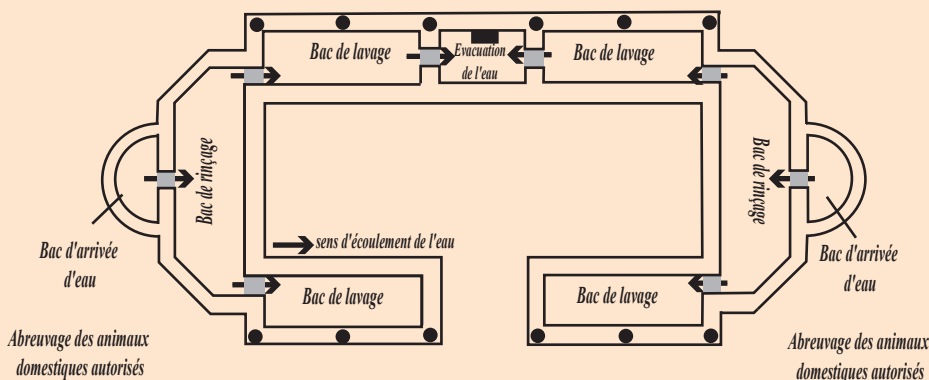 Bac de lavage
Evacuation
de l'eau
Bac de lavage
Bac de rinçage
Bac de rinçage
Bac d'arrivée
d'eau
sens d'écoulement de l'eau
Bac d'arrivée
d'eau
Bac de lavage
Bac de lavage
Abreuvage des animaux
domestiques autorisés
Abreuvage des animaux
domestiques autorisés